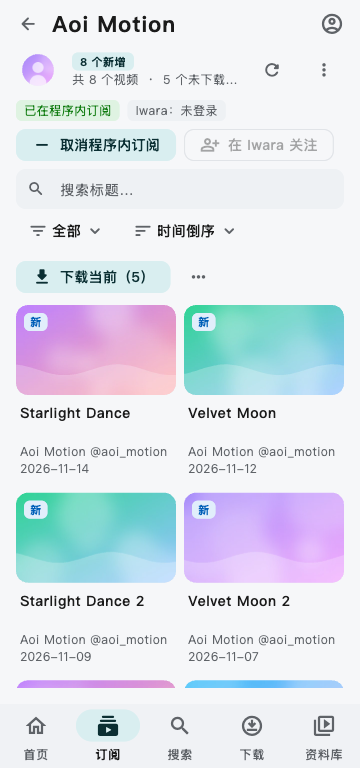 Aoi Motion
8 个新增
共 8 个视频 · 5 个未下载...
已在程序内订阅
Iwara：未登录
取消程序内订阅
在 Iwara 关注
搜索标题...
全部
时间倒序
下载当前（5）
新
新
Starlight Dance
Velvet Moon
Aoi Motion @aoi_motion
2026-11-14
Aoi Motion @aoi_motion
2026-11-12
新
新
Starlight Dance 2
Velvet Moon 2
Aoi Motion @aoi_motion
2026-11-09
Aoi Motion @aoi_motion
2026-11-07
首页
订阅
搜索
下载
资料库